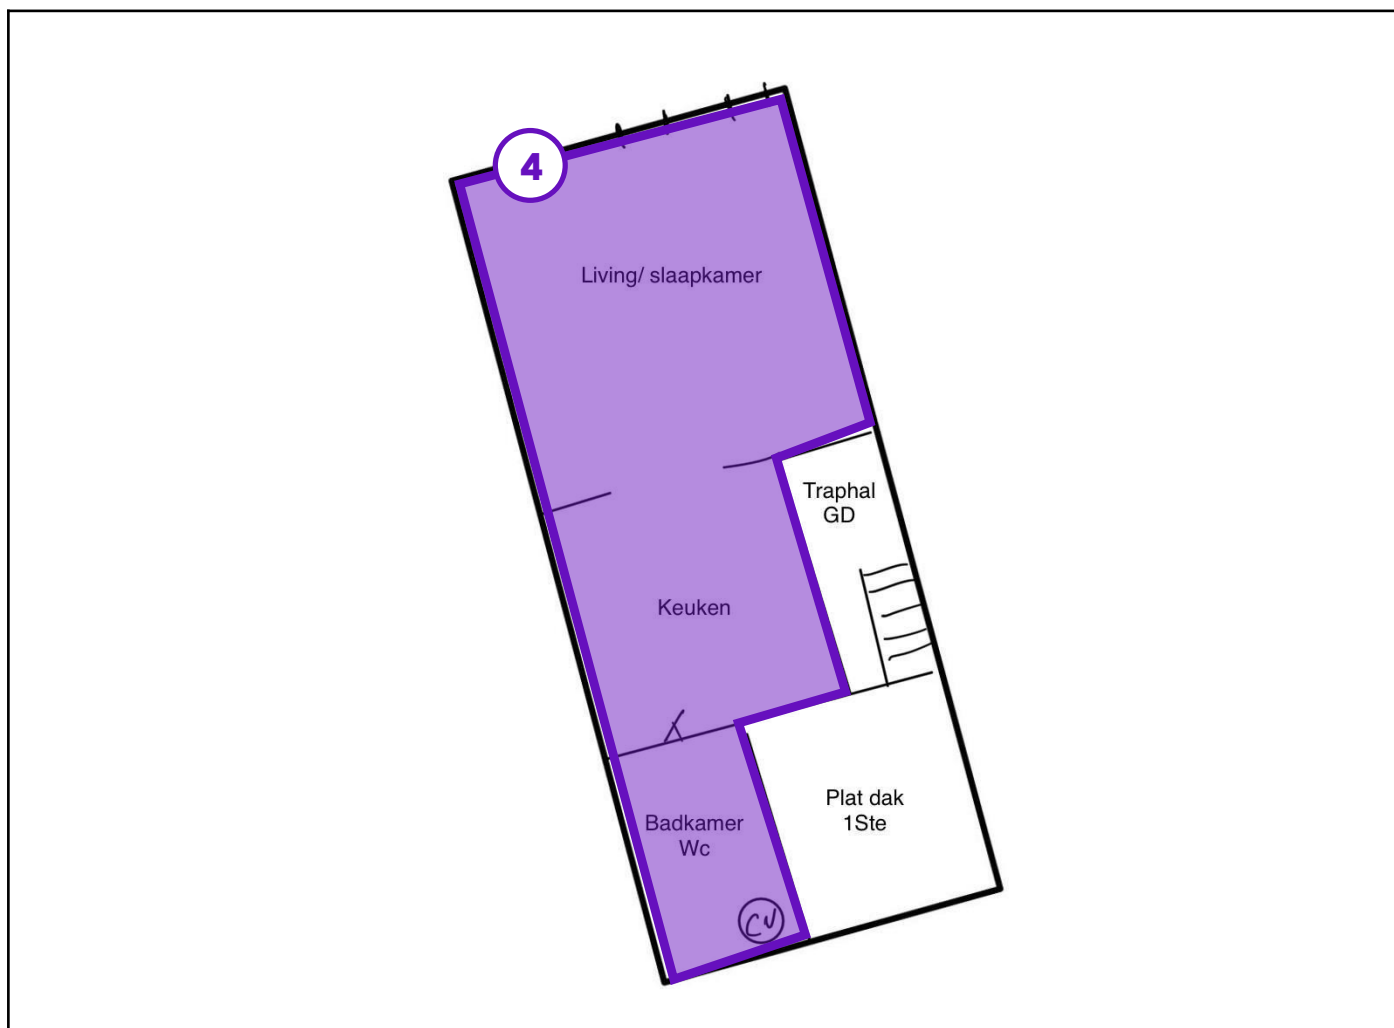 4
Living/ slaapkamer
Traphal
GD
Keuken
Plat dak
1Ste
Badkamer
Wc
CV